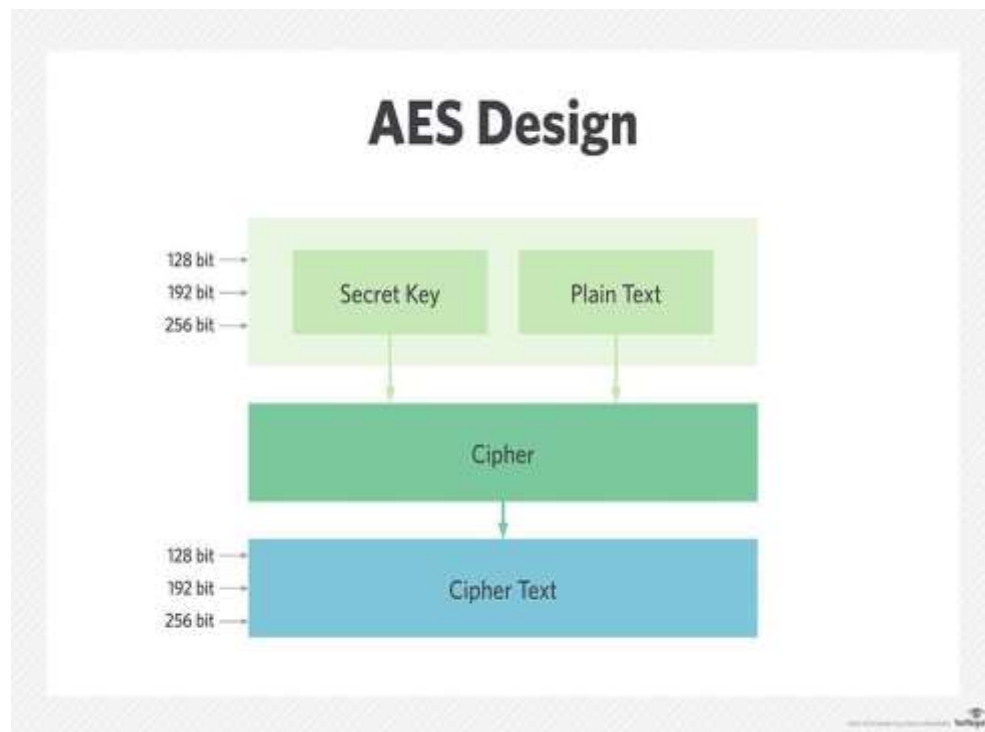 AES Design
128 bit
192 bit
256 bit
Secret Key
Plain Text
Cipher
128 bit
192 bit
256 bit
Cipher Text